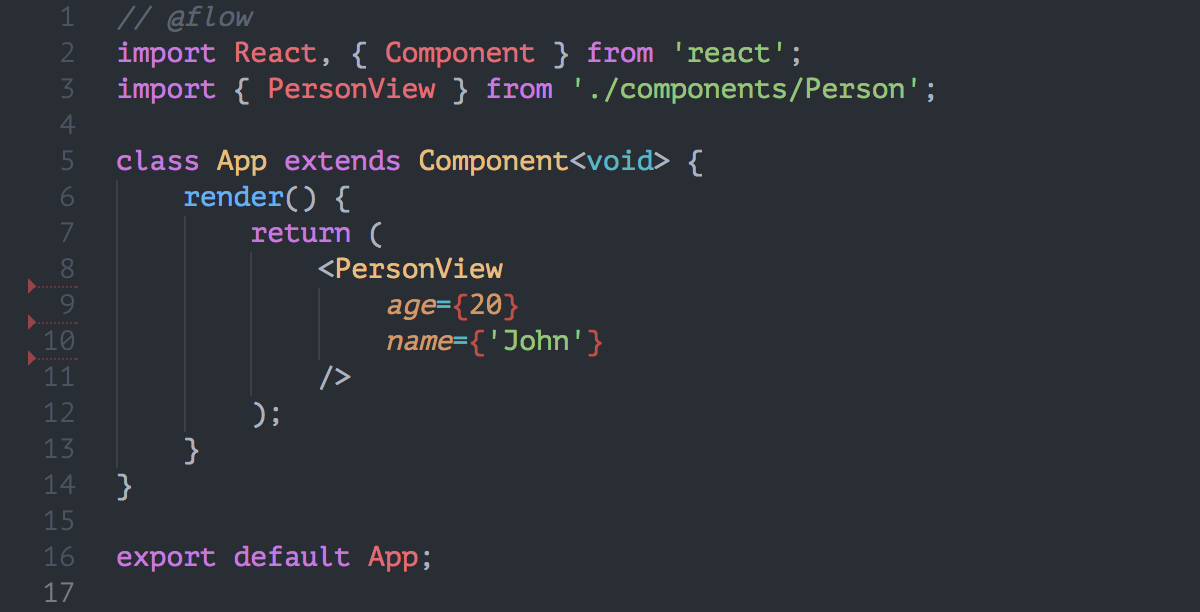 1 // @flow
2 import React, { Component } from 'react';
3 import { PersonView } from './components/Person';
4
5 class App extends Component<void> {
6     render() {
7         return (
8             <PersonView
9                 age={20}
10                 name={'John'}
11             />
12         );
13     }
14 }
15
16 export default App;
17